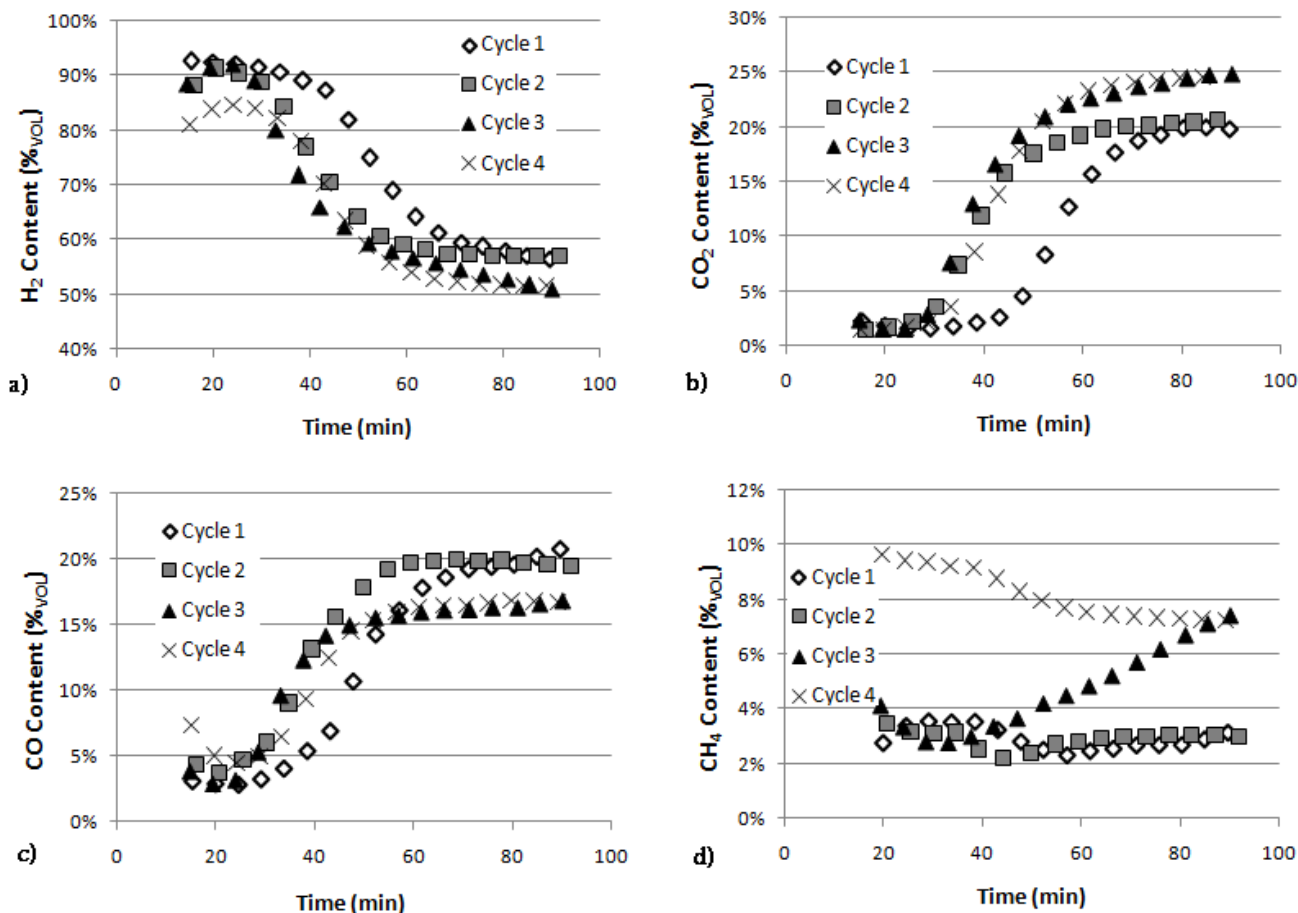 100%
90%
80%
70%
60%
50%
40%
H2 Content (%VOL)
Cycle 1
Cycle 2
Cycle 3
Cycle 4
0 20 40 60 80 100
Time (min)
a)
30%
25%
20%
15%
10%
5%
0%
CO2 Content (%VOL)
Cycle 1
Cycle 2
Cycle 3
Cycle 4
0 20 40 60 80 100
Time (min)
b)
25%
20%
15%
10%
5%
0%
CO Content (%VOL)
Cycle 1
Cycle 2
Cycle 3
Cycle 4
0 20 40 60 80 100
Time (min)
c)
12%
10%
8%
6%
4%
2%
0%
CH4 Content (%VOL)
Cycle 1
Cycle 2
Cycle 3
Cycle 4
0 20 40 60 80 100
Time (min)
d)